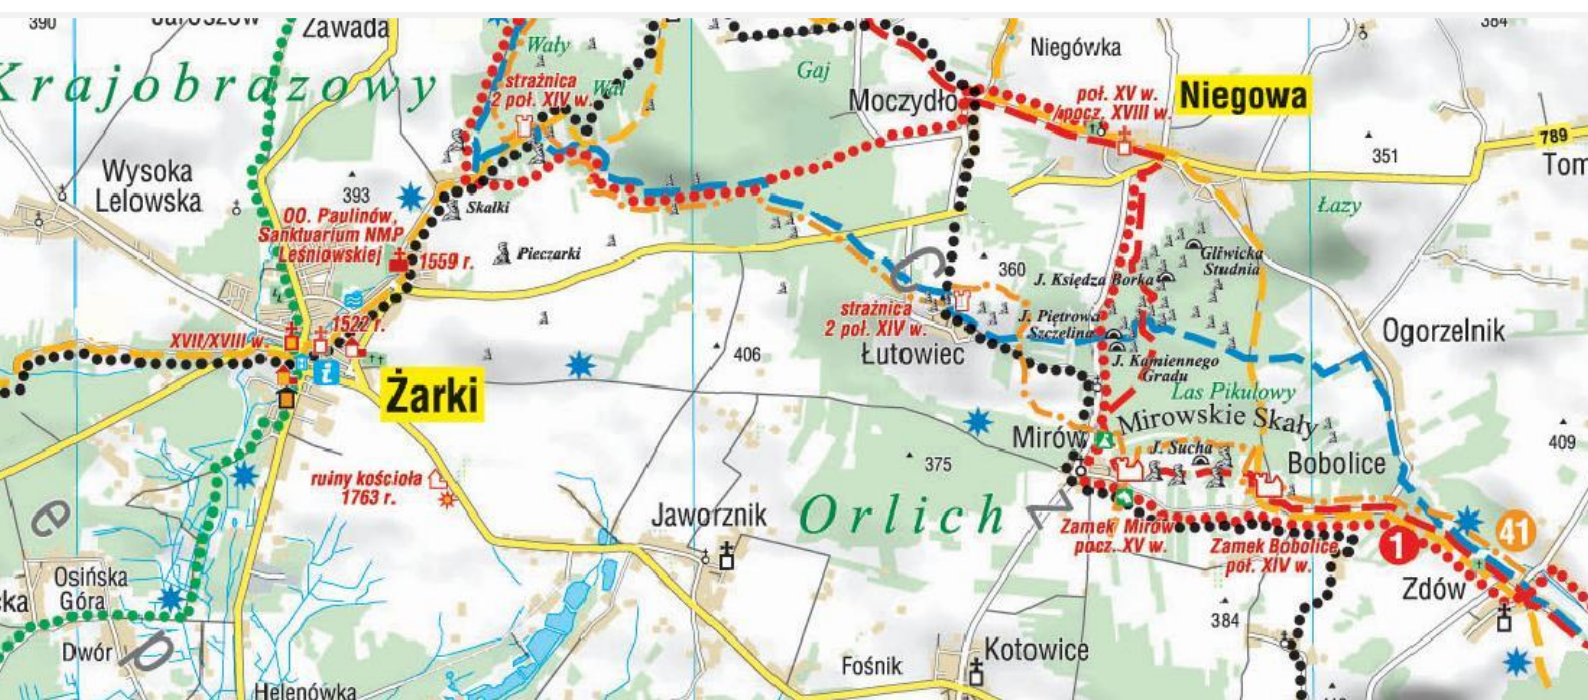 390
Zawada
384
Niegówka
Wały
Krajobrazowy
strażnica
2 poł. XIV w.
Wał
Gaj
Moczydło
poł. XV w.
/pocz. XVIII w.
Niegowa
789
351
Tom
Wysoka
Lelowska
393
Skałki
Łazy
OO. Paulinów,
Sanktuarium NMP
Leśniowskiej
1559 r.
Pieczarki
C
360
Gliwicka
Studnia
J. Księdza Borka
strażnica
2 poł. XIV w.
J. Piętrowa
Szczelina
XVII/XVIII w.
1522 r.
Łutowiec
406
J. Kamiennego
Gradu
Ogorzelnik
i
Żarki
Las Pikulowy
Mirowskie Skały
Mirów
409
J. Sucha
375
Bobolice
ruiny kościoła
1763 r.
e
Jaworznik
Orlich
Z
Zamek Mirów
pocz. XV w.
Zamek Bobolice
poł. XIV w.
1
41
Osińska
Góra
cka
Zdów
384
Dwór
p
Fośnik
Kotowice
Helenówka